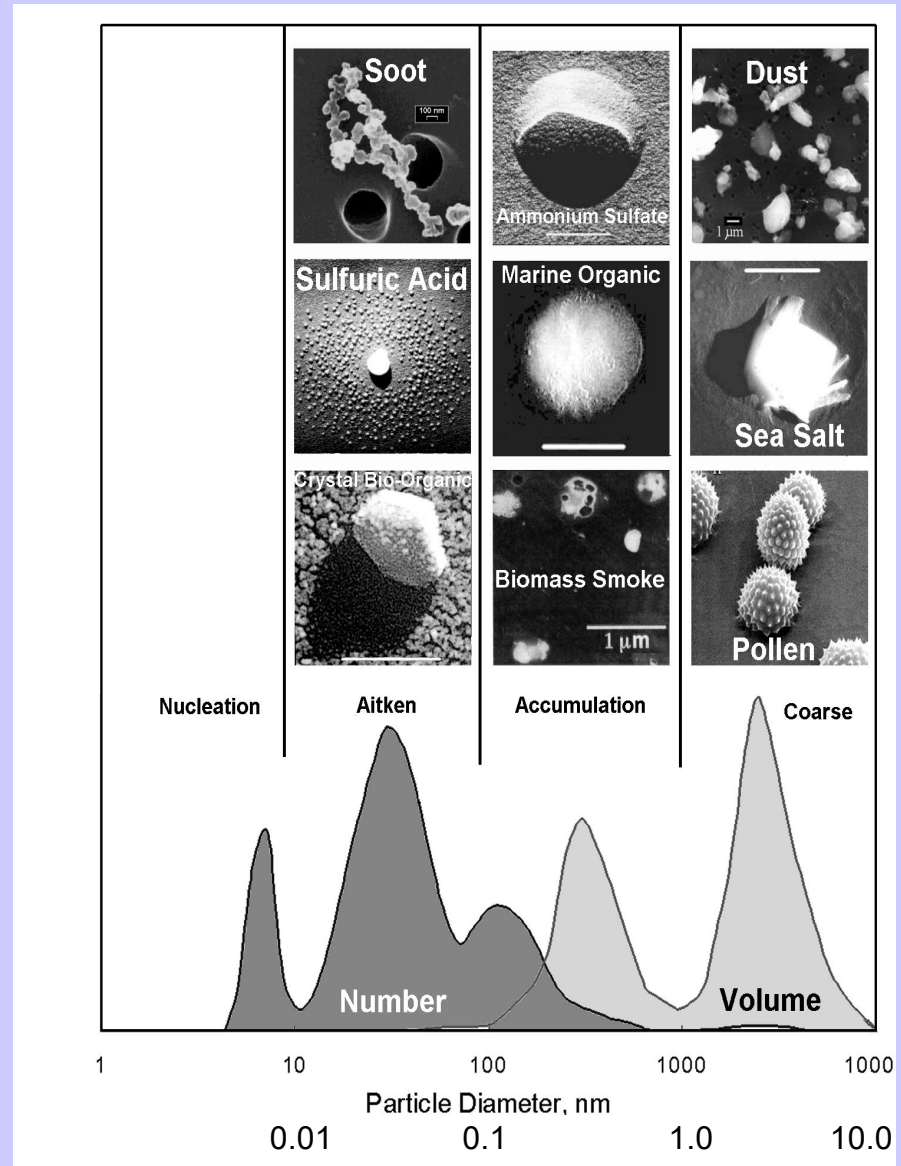 Soot
100 nm
Ammonium Sulfate
Dust
1 μm
Sulfuric Acid
Marine Organic
Sea Salt
Crystal Bio-Organic
Biomass Smoke
1 μm
Pollen
Nucleation
Aitken
Accumulation
Coarse
Number
Volume
1 10 100 1000 1000
Particle Diameter, nm
0.01 0.1 1.0 10.0